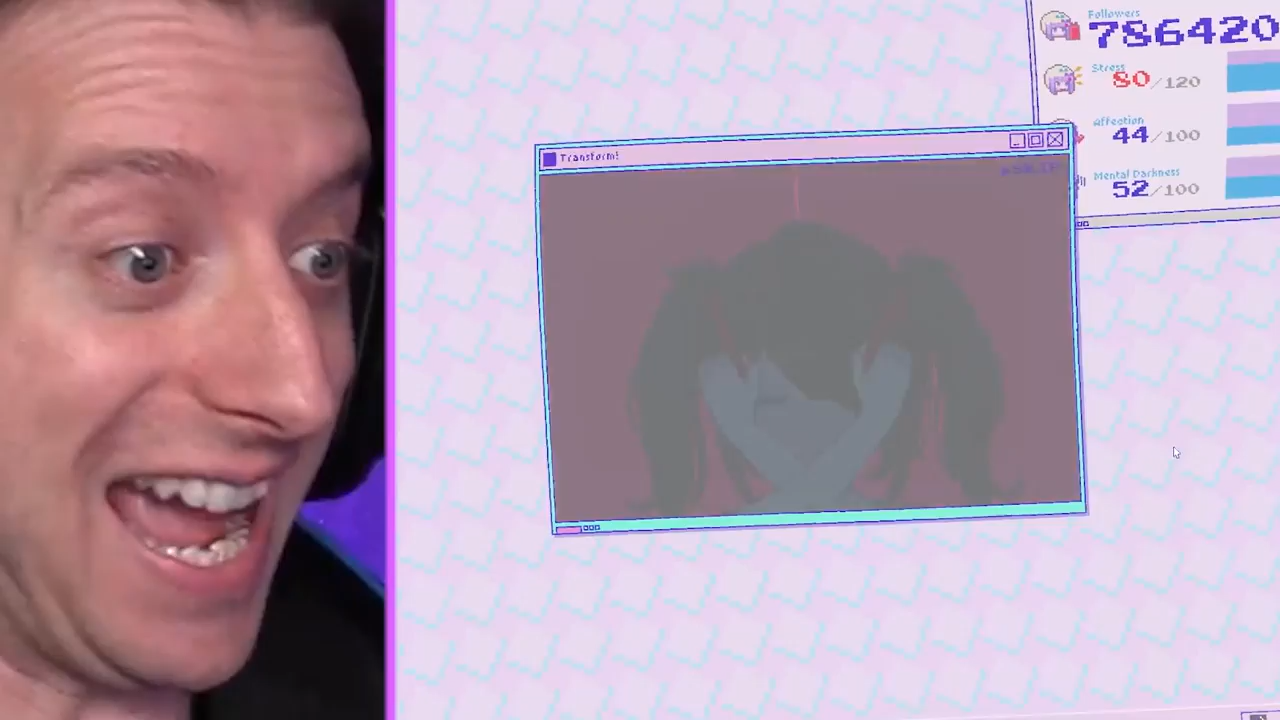 Followers
786420
Stress
80/120
Transform!
Affection
44/100
Mental Darkness
52/100